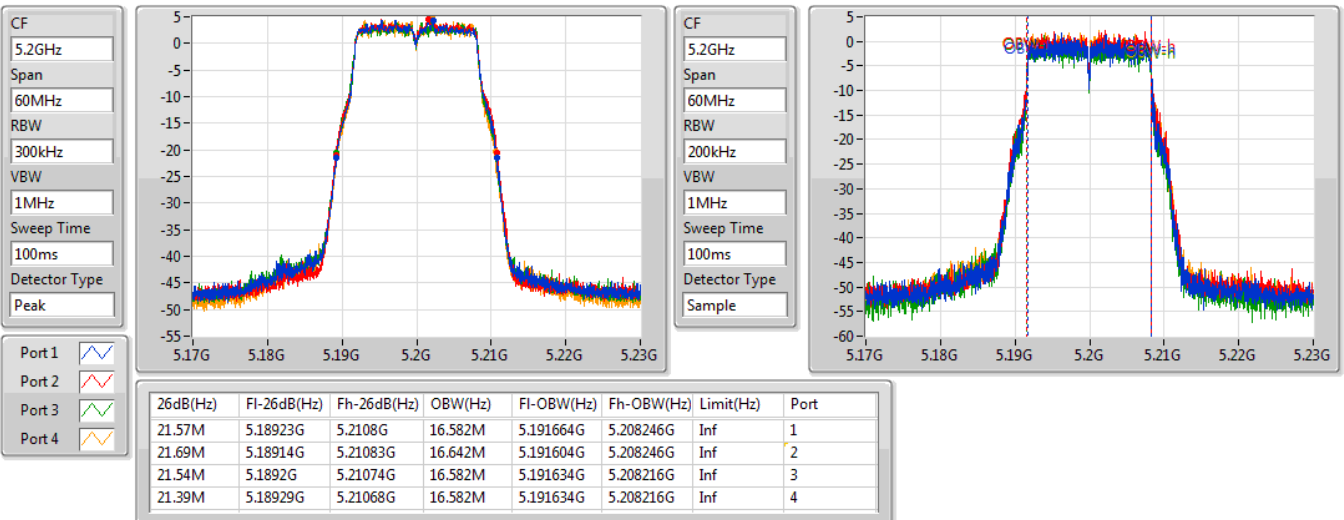 CF
5.2GHz
Span
60MHz
RBW
300kHz
VBW
1MHz
Sweep Time
100ms
Detector Type
Peak
Port 1
Port 2
Port 3
Port 4
5
0
-5
-10
-15
-20
-25
-30
-35
-40
-45
-50
-55
5.17G 5.18G 5.19G 5.2G 5.21G 5.22G 5.23G
CF
5.2GHz
Span
60MHz
RBW
200kHz
VBW
1MHz
Sweep Time
100ms
Detector Type
Sample
5
0
-5
-10
-15
-20
-25
-30
-35
-40
-45
-50
-55
-60
5.17G 5.18G 5.19G 5.2G 5.21G 5.22G 5.23G
26dB(Hz) Fl-26dB(Hz) Fh-26dB(Hz) OBW(Hz) Fl-OBW(Hz) Fh-OBW(Hz) Limit(Hz) Port
21.57M 5.18923G 5.2108G 16.582M 5.191664G 5.208246G Inf 1
21.69M 5.18914G 5.21083G 16.642M 5.191604G 5.208246G Inf 2
21.54M 5.1892G 5.21074G 16.582M 5.191634G 5.208216G Inf 3
21.39M 5.18929G 5.21068G 16.582M 5.191634G 5.208216G Inf 4